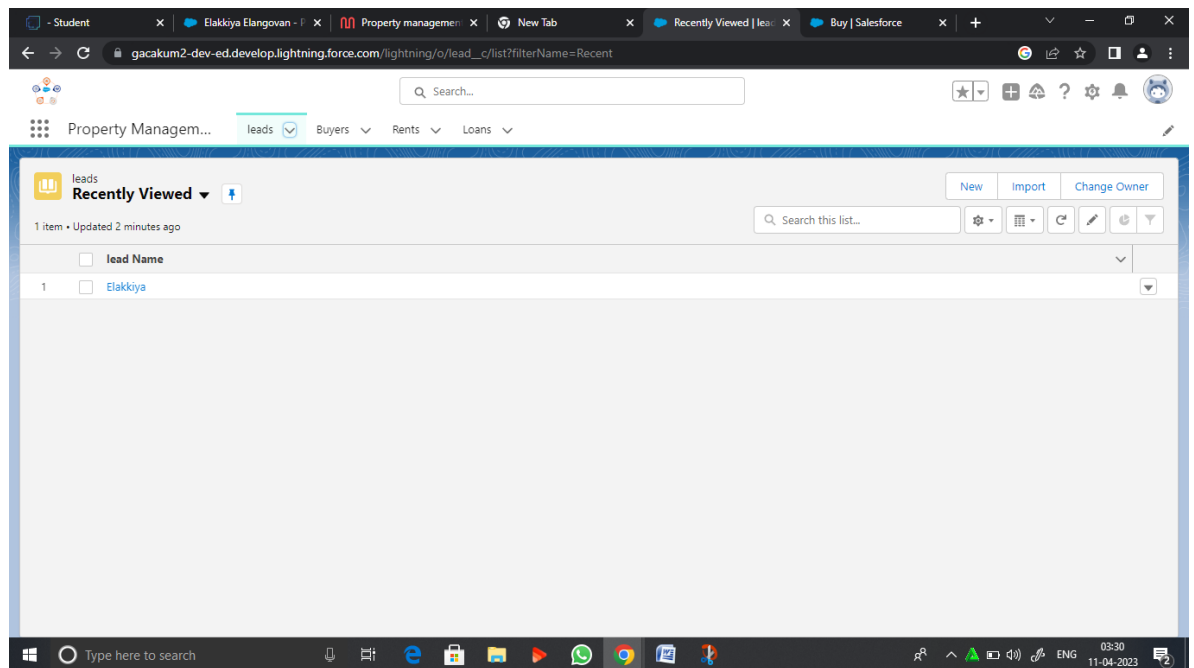 - Student
Elakkiya Elangovan - P
Property management
New Tab
Recently Viewed | lead
Buy | Salesforce
gacakum2-dev-ed.develop.lightning.force.com/lightning/o/lead__c/list?filterName=Recent
Search...
Property Managem...
leads
Buyers
Rents
Loans
leads
Recently Viewed
New
Import
Change Owner
1 item • Updated 2 minutes ago
Search this list...
lead Name
1
Elakkiya
Type here to search
ENG
03:30
11-04-2023
2